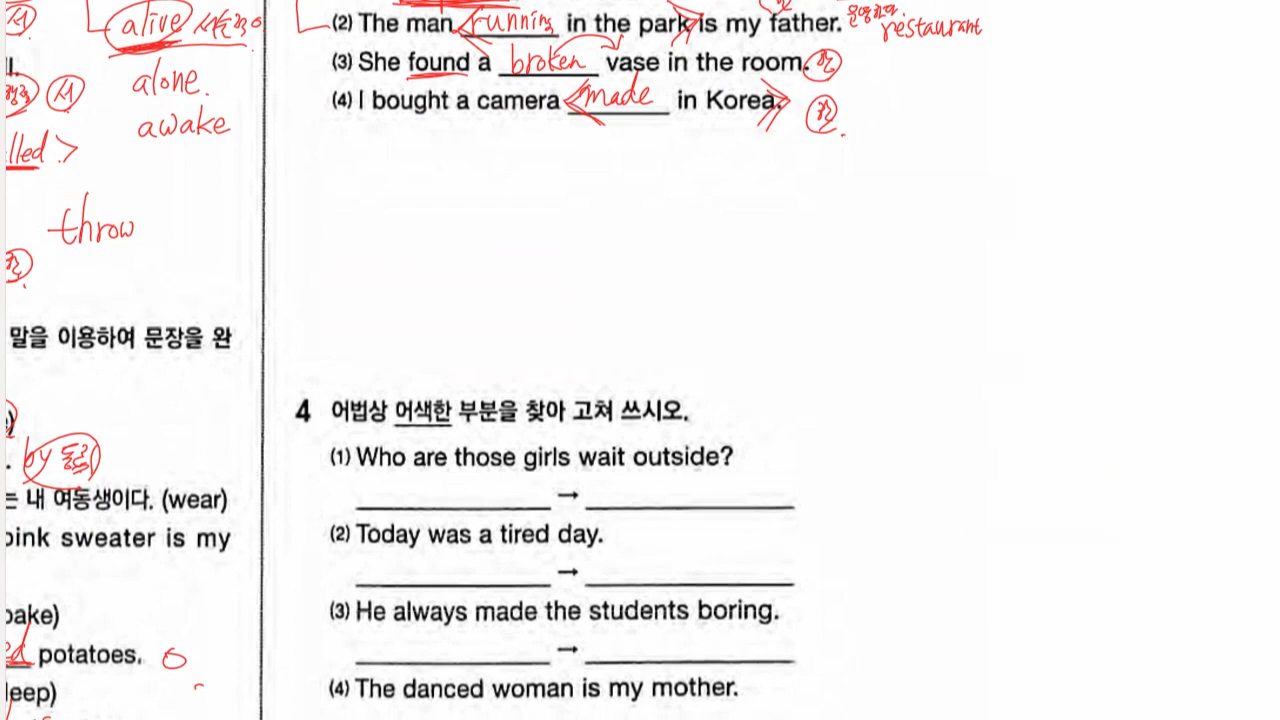 alive
alone.
awake
lled >
throw
말을 이용하여 문장을 완
by 동물
는 내 여동생이다. (wear)
pink sweater is my
bake)
ed potatoes.
leep)
(2) The man running in the park is my father.
restaurant
(3) She found a broken vase in the room.
(4) I bought a camera made in Korea.
4 어법상 어색한 부분을 찾아 고쳐 쓰시오.
(1) Who are those girls wait outside?
→
(2) Today was a tired day.
→
(3) He always made the students boring.
→
(4) The danced woman is my mother.